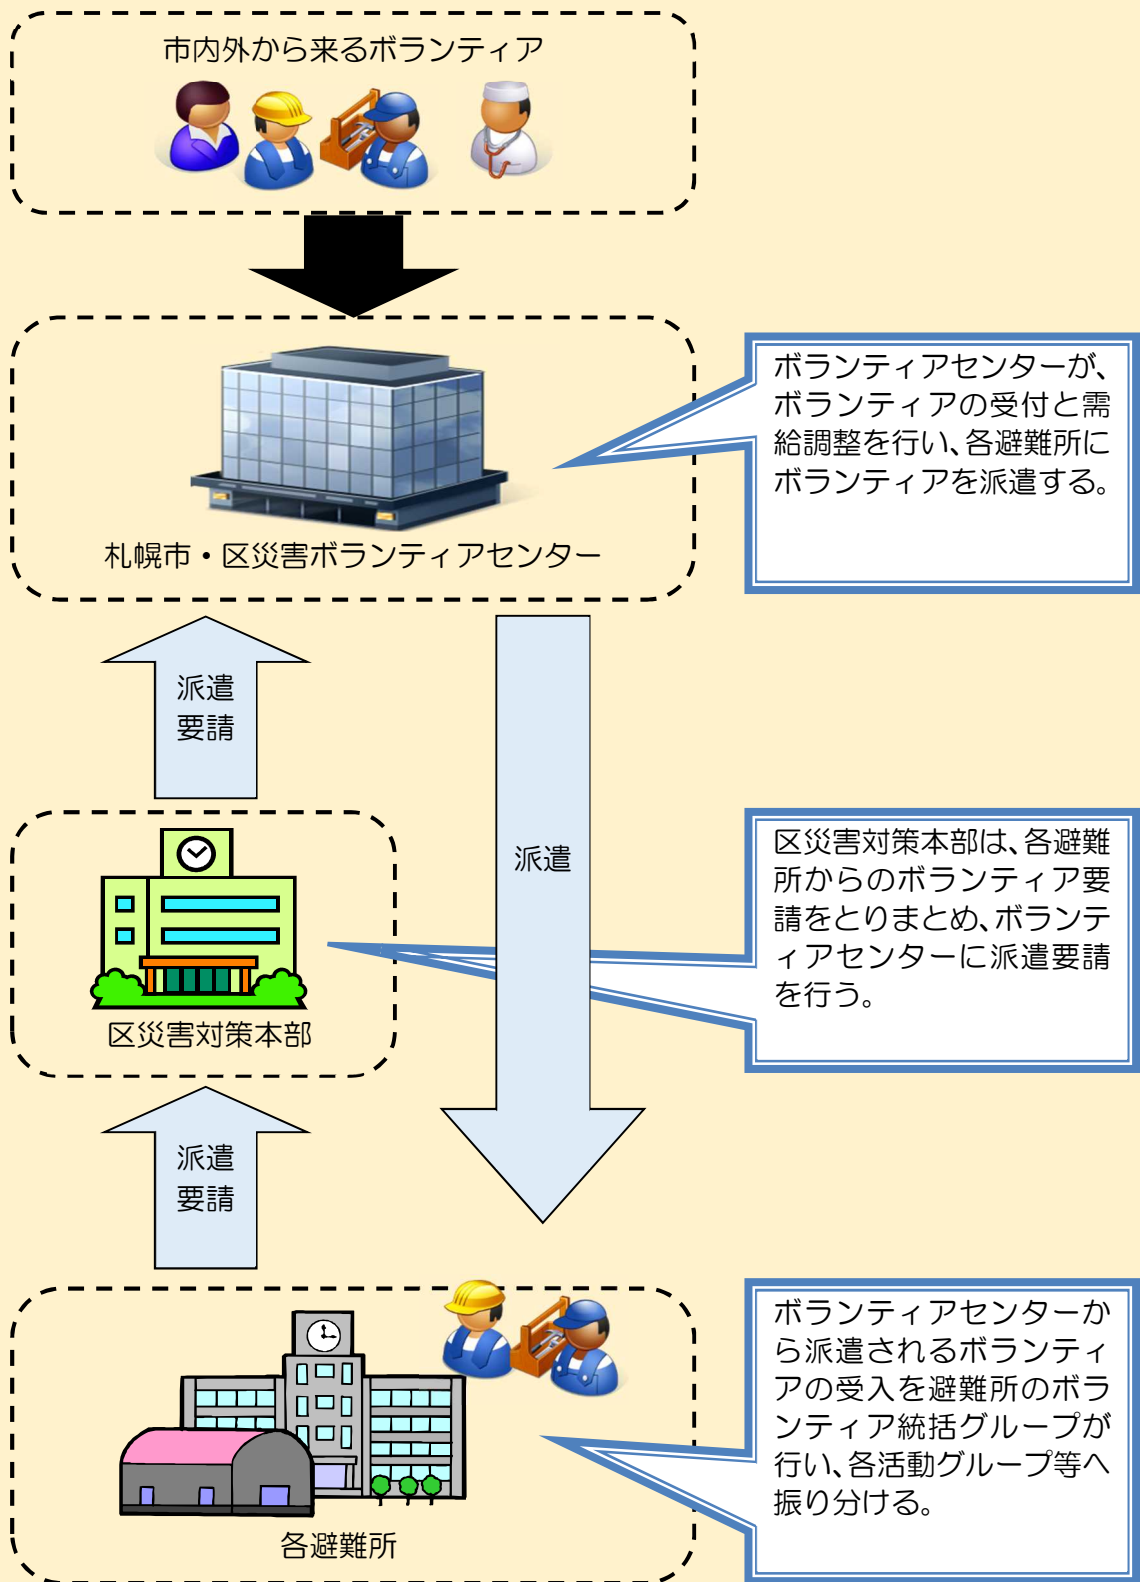 市内外から来るボランティア
札幌市・区災害ボランティアセンター
ボランティアセンターが、
ボランティアの受付と需
給調整を行い、各避難所に
ボランティアを派遣する。
派遣
要請
派遣
区災害対策本部
区災害対策本部は、各避難
所からのボランティア要
請をとりまとめ、ボランテ
ィアセンターに派遣要請
を行う。
派遣
要請
各避難所
ボランティアセンターか
ら派遣されるボランティ
アの受入を避難所のボラ
ンティア統括グループが
行い、各活動グループ等へ
振り分ける。